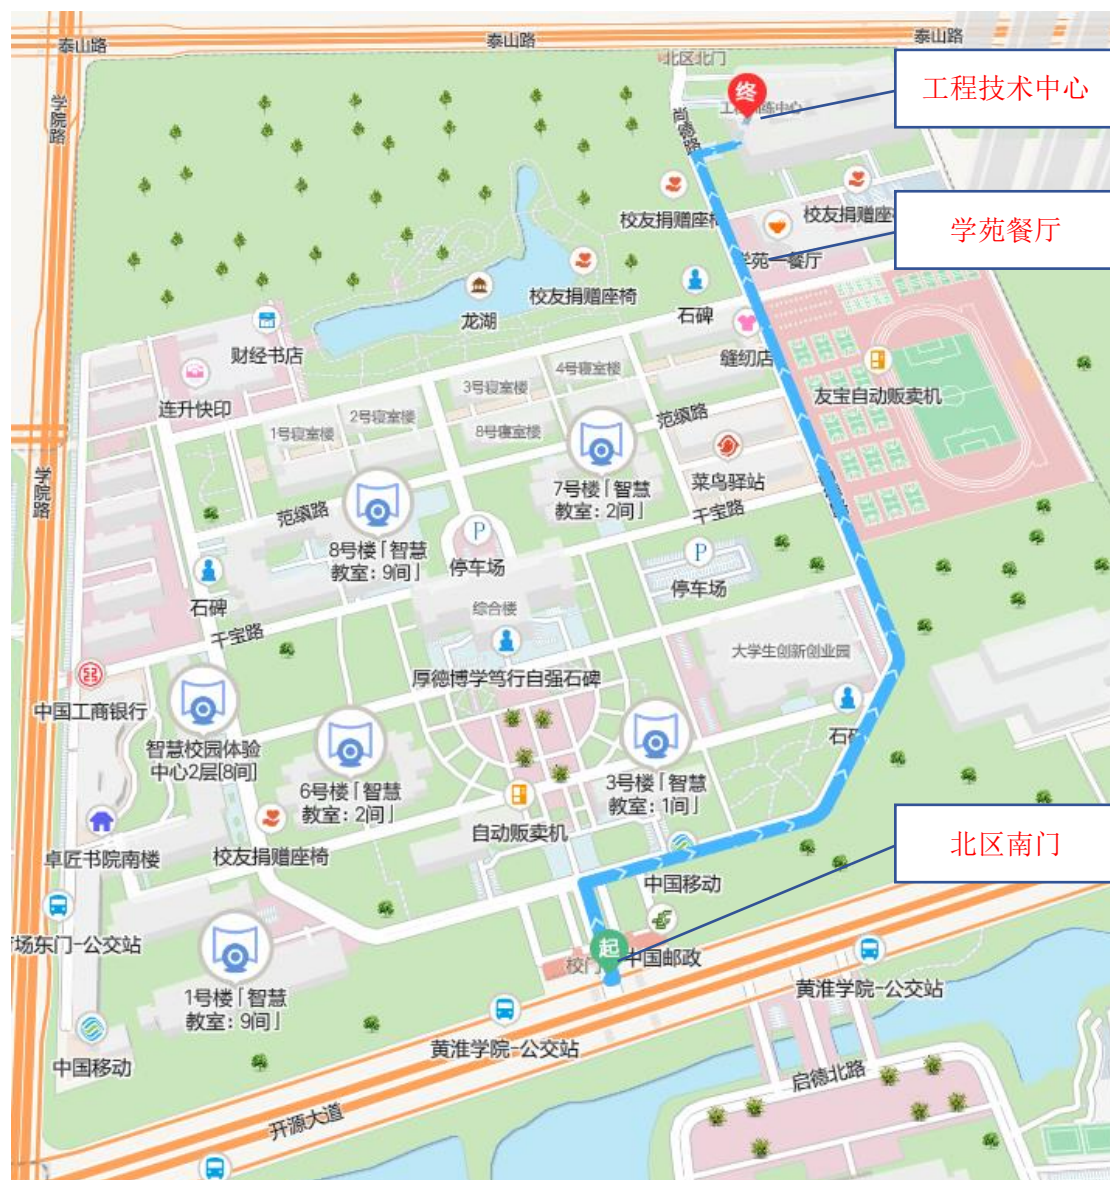 泰山路
泰山路
泰山路
北区北门
终
工程技术中心
学院路
尚德路
校友捐赠座椅
校友捐赠座
学苑餐厅
学苑一餐厅
校友捐赠座椅
石碑
龙湖
财经书店
缝纫店
4号寝室楼
3号寝室楼
友宝自动贩卖机
连升快印
2号寝室楼
范缜路
1号寝室楼
8号寝室楼
学院路
菜鸟驿站
7号楼「智慧
教室:2间」
范缜路
干宝路
8号楼「智慧
教室:9间」
P
停车场
P
停车场
石碑
综合楼
干宝路
大学生创新创业园
厚德博学笃行自强石碑
中国工商银行
石碑
智慧校园体验
中心2层[8间]
6号楼「智慧
教室:2间」
3号楼「智慧
教室:1间」
自动贩卖机
北区南门
卓匠书院南楼
校友捐赠座椅
中国移动
场东门-公交站
起
校门
中国邮政
1号楼「智慧
教室:9间」
黄淮学院-公交站
黄淮学院-公交站
中国移动
启德北路
开源大道